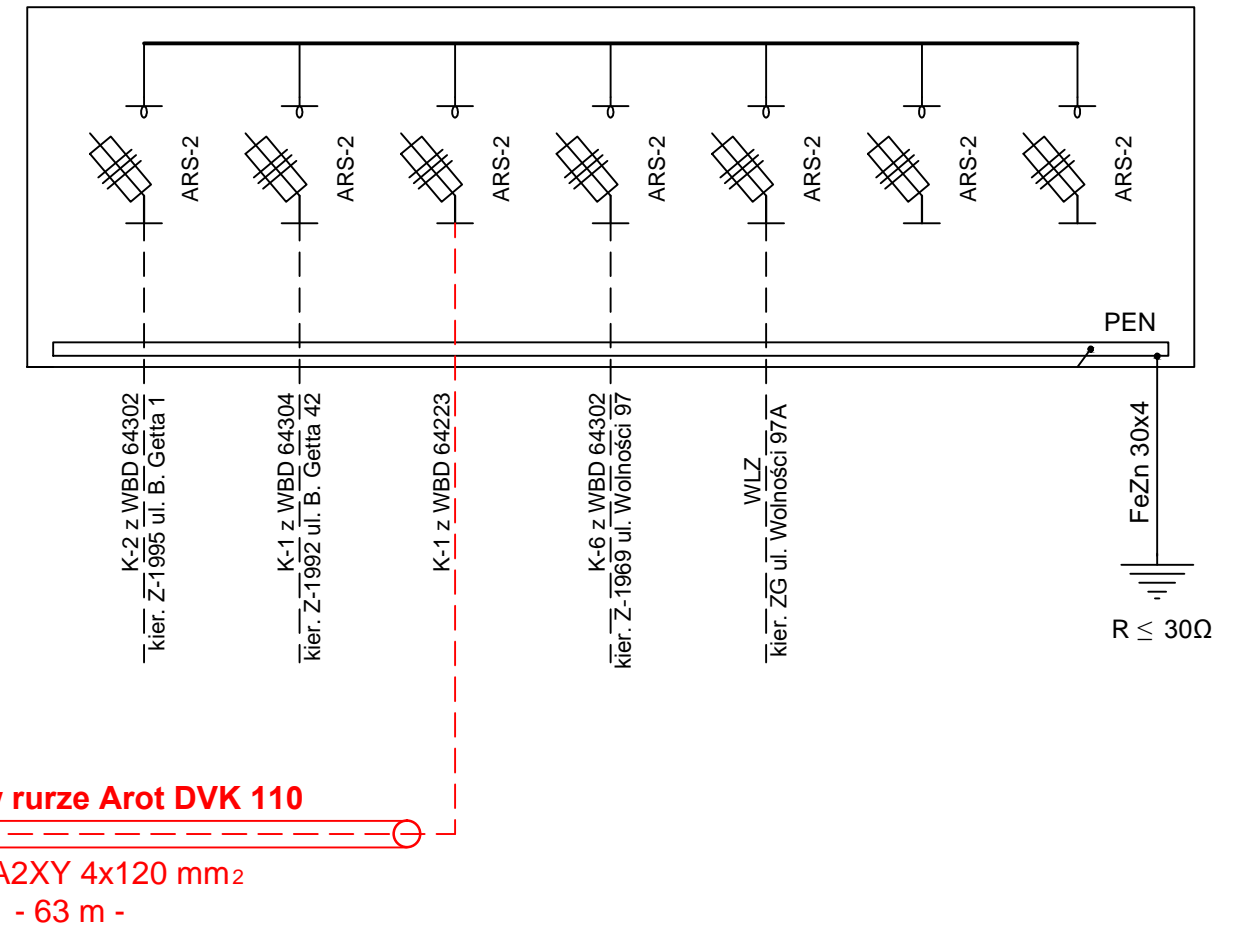 ARS-2
ARS-2
ARS-2
ARS-2
ARS-2
ARS-2
ARS-2
PEN
K-2 z WBD 64302
kier. Z-1995 ul. B. Getta 1
K-1 z WBD 64304
kier. Z-1992 ul. B. Getta 42
K-1 z WBD 64223
K-6 z WBD 64302
kier. Z-1969 ul. Wolności 97
WLZ
kier. ZG ul. Wolności 97A
FeZn 30x4
R ≤ 30Ω
rurze Arot DVK 110
A2XY 4x120 mm2
- 63 m -